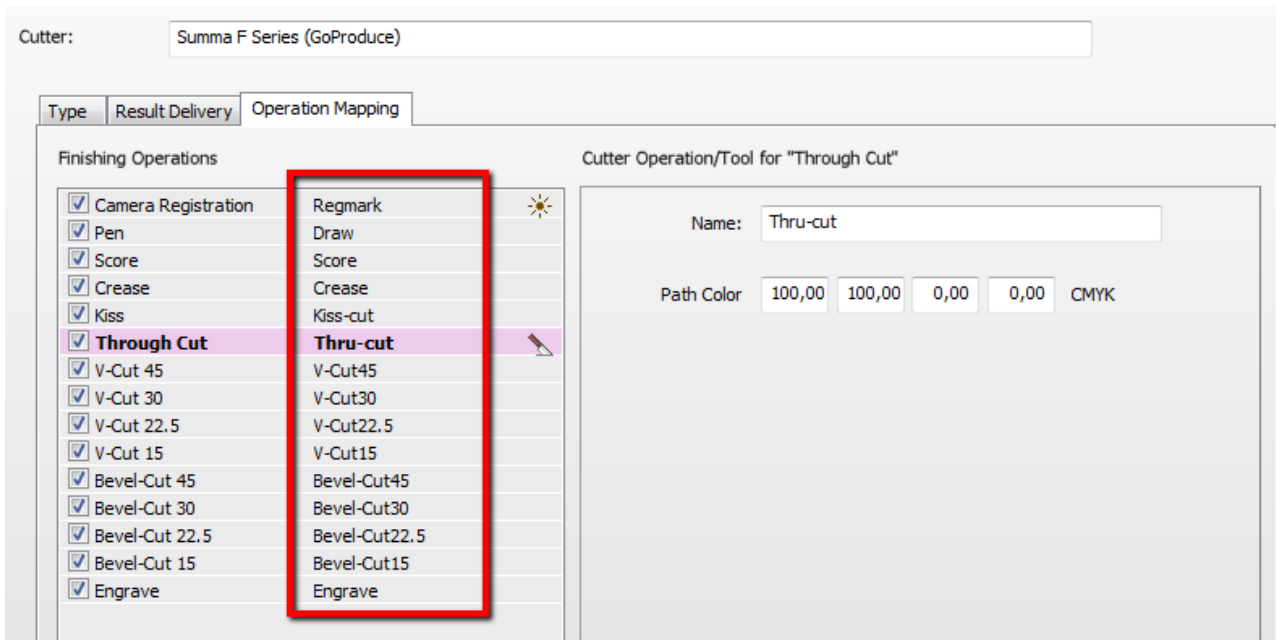 Cutter: Summa F Series (GoProduce)
Type Result Delivery Operation Mapping
Finishing Operations
Camera Registration Regmark
Pen Draw
Score Score
Crease Crease
Kiss Kiss-cut
Through Cut Thru-cut
V-Cut 45 V-Cut45
V-Cut 30 V-Cut30
V-Cut 22.5 V-Cut22.5
V-Cut 15 V-Cut15
Bevel-Cut 45 Bevel-Cut45
Bevel-Cut 30 Bevel-Cut30
Bevel-Cut 22.5 Bevel-Cut22.5
Bevel-Cut 15 Bevel-Cut15
Engrave Engrave
Cutter Operation/Tool for "Through Cut"
Name: Thru-cut
Path Color 100,00 100,00 0,00 0,00 CMYK